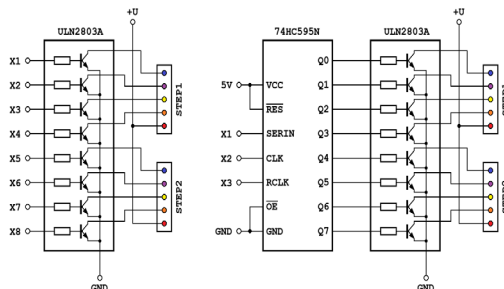 +U
ULN2803A
X1
X2
X3
X4
X5
X6
X7
X8
STEP1
STEP2
GND
+U
74HC595N
ULN2803A
5V
X1
X2
X3
GND
VCC
RES
SERIN
CLK
RCLK
OE
GND
Q0
Q1
Q2
Q3
Q4
Q5
Q6
Q7
GND